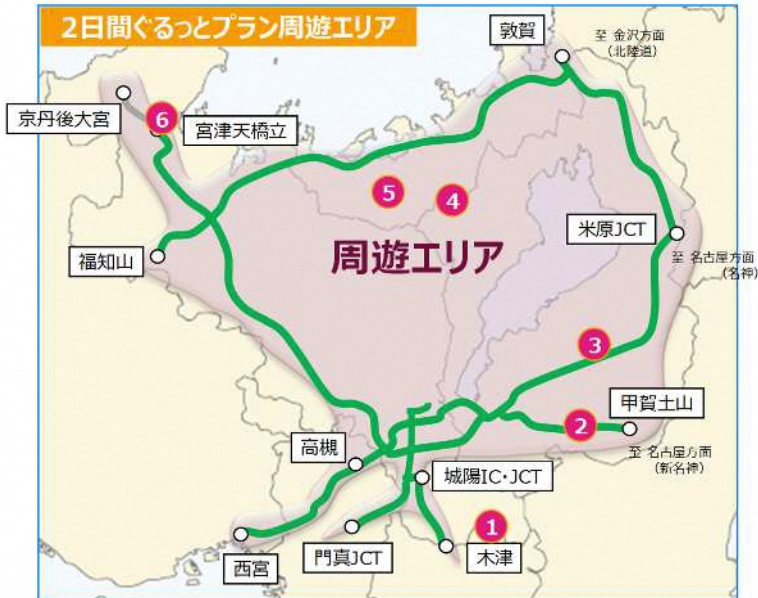 2日間ぐるっとプラン周遊エリア
敦賀
至 金沢方面
(北陸道)
京丹後大宮
6
宮津天橋立
5
4
米原JCT
周遊エリア
至 名古屋方面
(名神)
福知山
3
甲賀土山
2
高槻
至 名古屋方面
(新名神)
城陽IC・JCT
1
西宮
門真JCT
木津